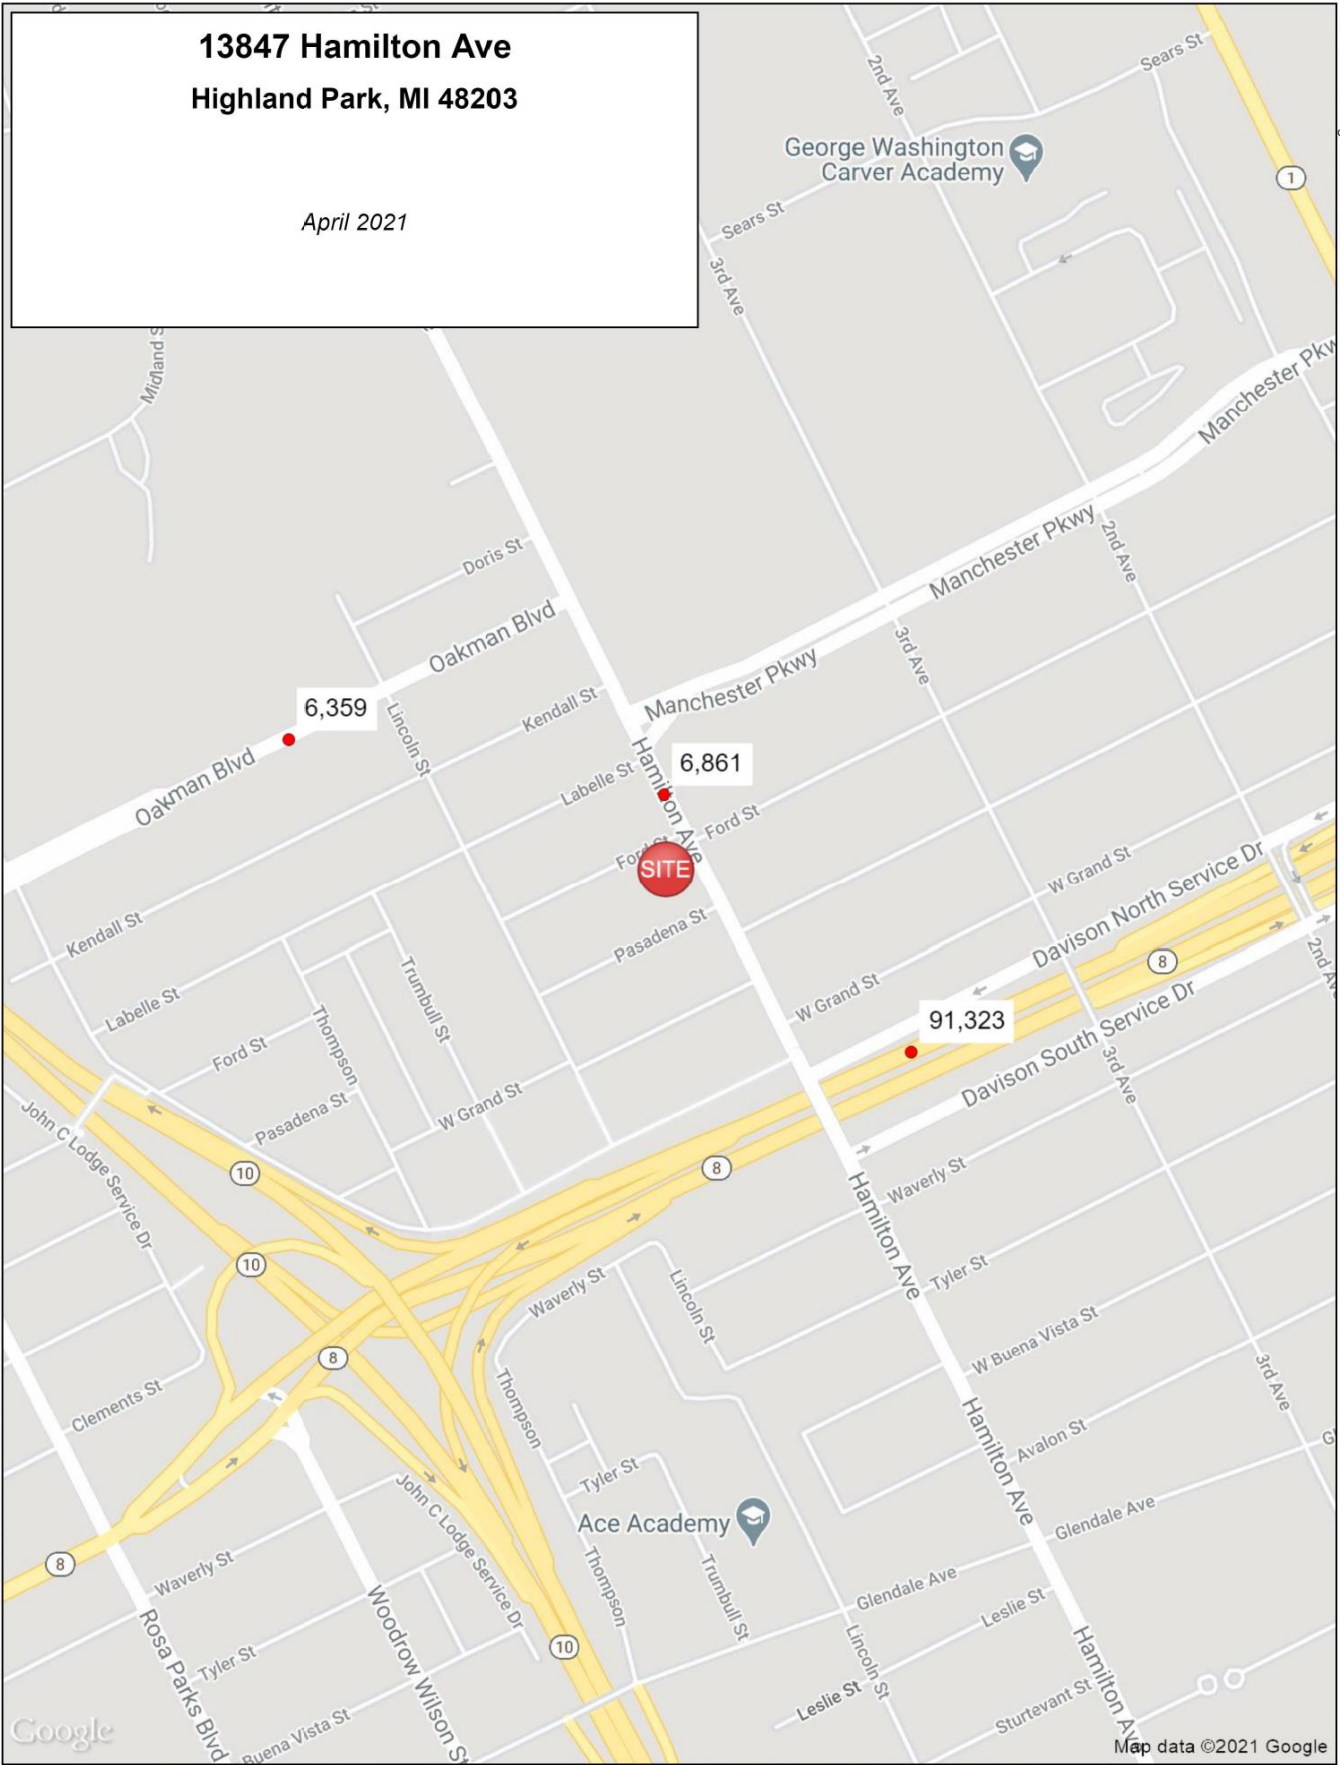 13847 Hamilton Ave
Highland Park, MI 48203
April 2021
2nd Ave
Sears St
George Washington
Carver Academy
1
Sears St
3rd Ave
Midland S
Manchester Pkw
Manchester Pkwy
2nd Ave
Doris St
Oakman Blvd
3rd Ave
Manchester Pkwy
Kendall St
6,359
Lincoln St
Hamilton Ave
6,861
Labelle St
Oakman Blvd
Ford St
Ford St
SITE
W Grand St
Davison North Service Dr
Pasadena St
Kendall St
8
2nd Av
Trumbull St
W Grand St
Labelle St
91,323
Davison South Service Dr
Thompson
Ford St
3rd Ave
Pasadena St
W Grand St
John C Lodge Service Dr
10
8
Waverly St
Hamilton Ave
10
Tyler St
Waverly St
Lincoln St
W Buena Vista St
8
3rd Ave
Clements St
Thompson
Hamilton Ave
Avalon St
G
Tyler St
John C Lodge Service Dr
Ace Academy
Glendale Ave
8
Waverly St
Thompson
Trumbull St
Glendale Ave
Leslie St
Woodrow Wilson St
Rosa Parks Blvd
10
Lincoln St
Hamilton Av
Tyler St
Leslie St
Sturtevant St
Buena Vista St
Google
Map data ©2021 Google